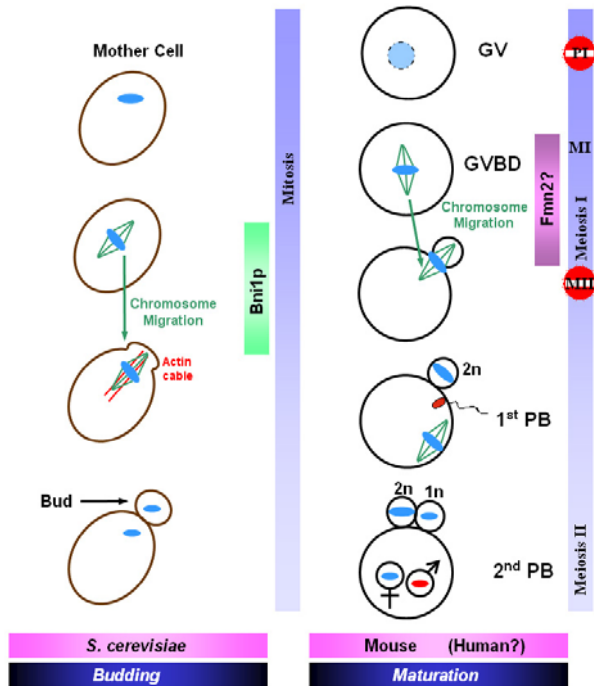 Mother Cell
Chromosome
Migration
Actin
cable
Bud
Bni1p
Mitosis
S. cerevisiae
Budding
GV
GVBD
Chromosome
Migration
2n
1st PB
2n 1n
2nd PB
Fmn2?
PI
MI
Meiosis I
MII
Meiosis II
Mouse (Human?)
Maturation